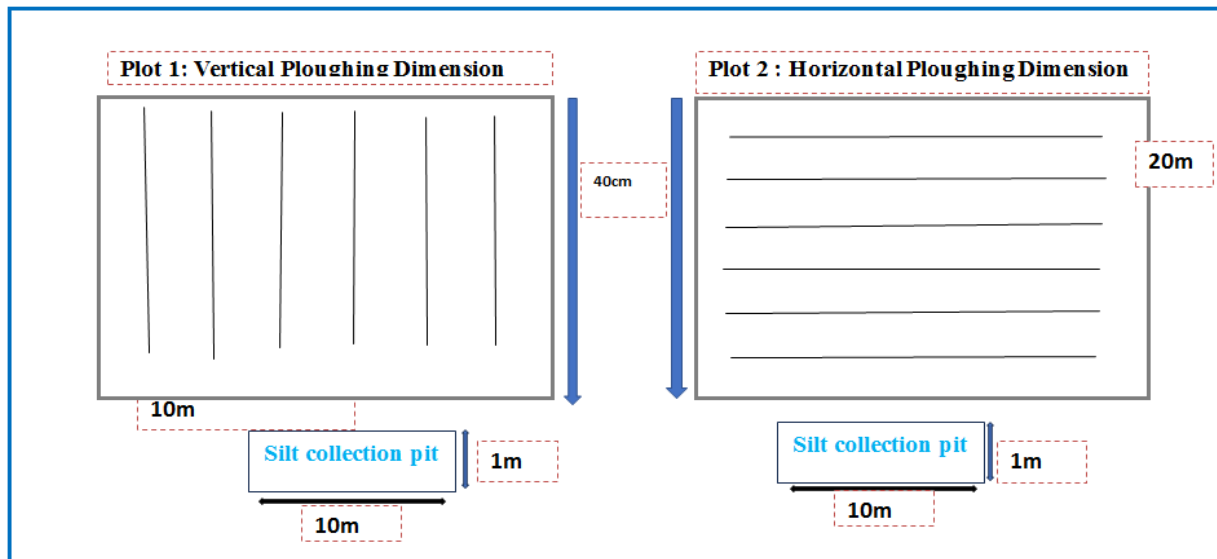 Plot 1: Vertical Ploughing Dimension
Plot 2 : Horizontal Ploughing Dimension
40cm
20m
10m
Silt collection pit
1m
10m
Silt collection pit
1m
10m